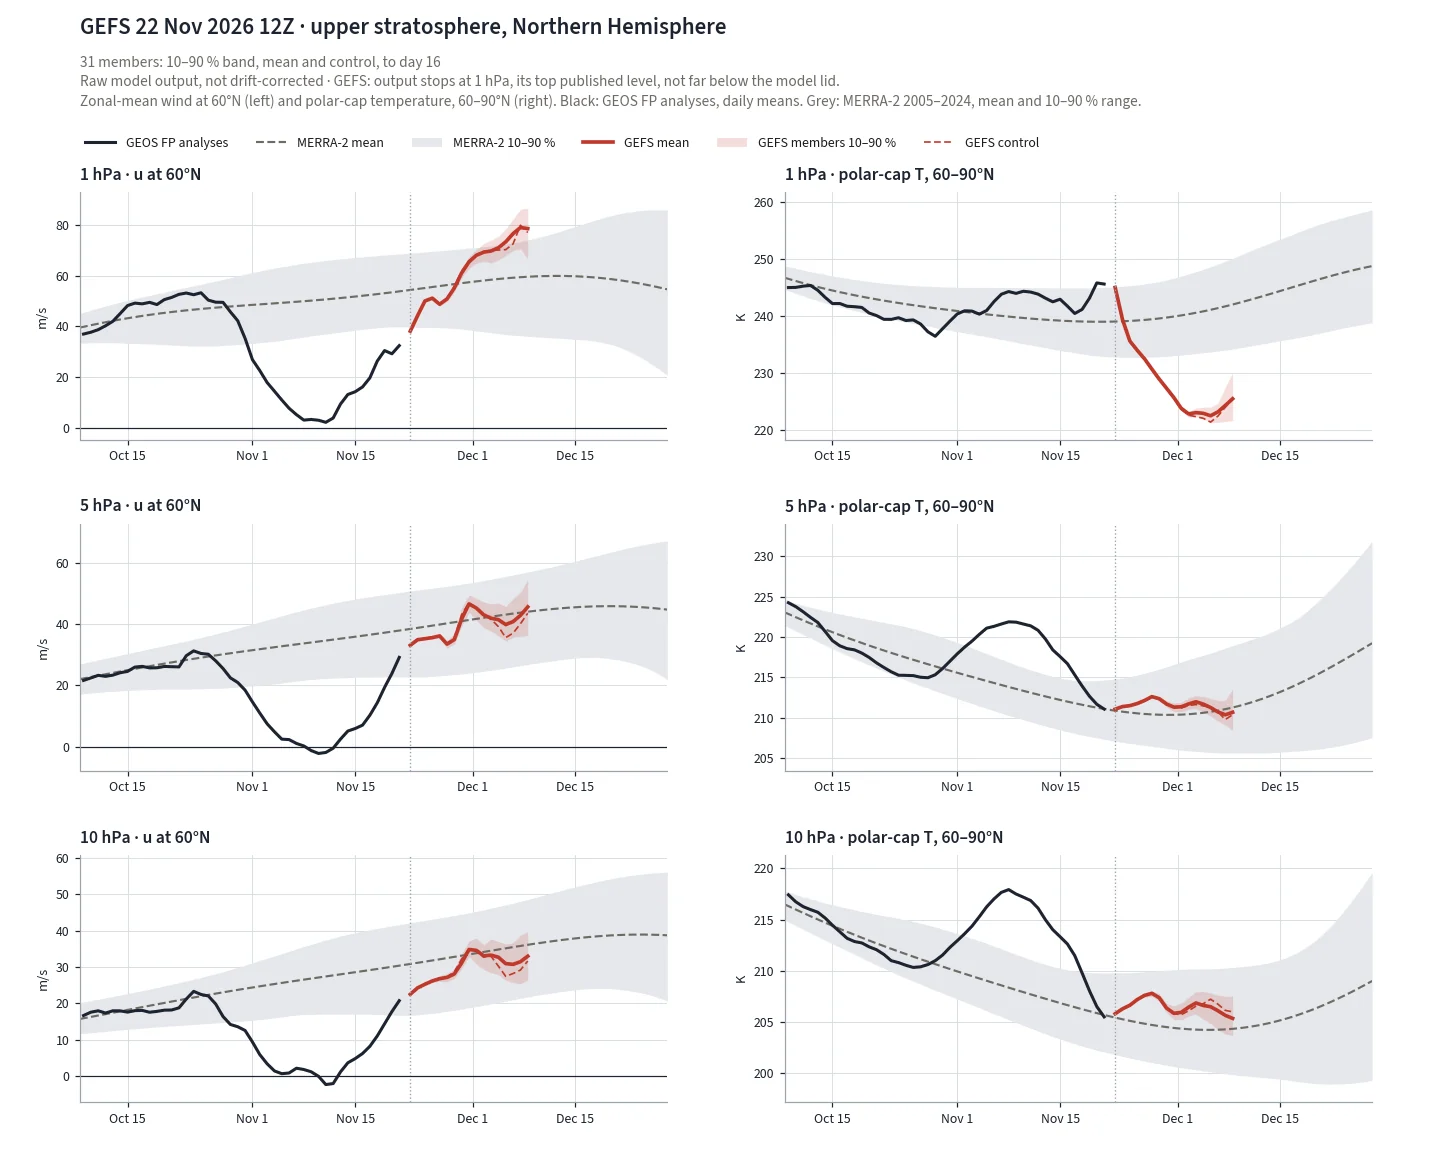 GEFS 22 Nov 2026 12Z · upper stratosphere, Northern Hemisphere
31 members: 10–90 % band, mean and control, to day 16
Raw model output, not drift-corrected · GEFS: output stops at 1 hPa, its top published level, not far below the model lid.
Zonal-mean wind at 60°N (left) and polar-cap temperature, 60–90°N (right). Black: GEOS FP analyses, daily means. Grey: MERRA-2 2005–2024, mean and 10–90 % range.
GEOS FP analyses MERRA-2 mean MERRA-2 10–90 % GEFS mean GEFS members 10–90 % GEFS control
1 hPa · u at 60°N
80
60
40
20
0
m/s
Oct 15 Nov 1 Nov 15 Dec 1 Dec 15
1 hPa · polar-cap T, 60–90°N
260
250
240
230
220
K
Oct 15 Nov 1 Nov 15 Dec 1 Dec 15
5 hPa · u at 60°N
60
40
20
0
m/s
Oct 15 Nov 1 Nov 15 Dec 1 Dec 15
5 hPa · polar-cap T, 60–90°N
230
225
220
215
210
205
K
Oct 15 Nov 1 Nov 15 Dec 1 Dec 15
10 hPa · u at 60°N
60
50
40
30
20
10
0
m/s
Oct 15 Nov 1 Nov 15 Dec 1 Dec 15
10 hPa · polar-cap T, 60–90°N
220
215
210
205
200
K
Oct 15 Nov 1 Nov 15 Dec 1 Dec 15